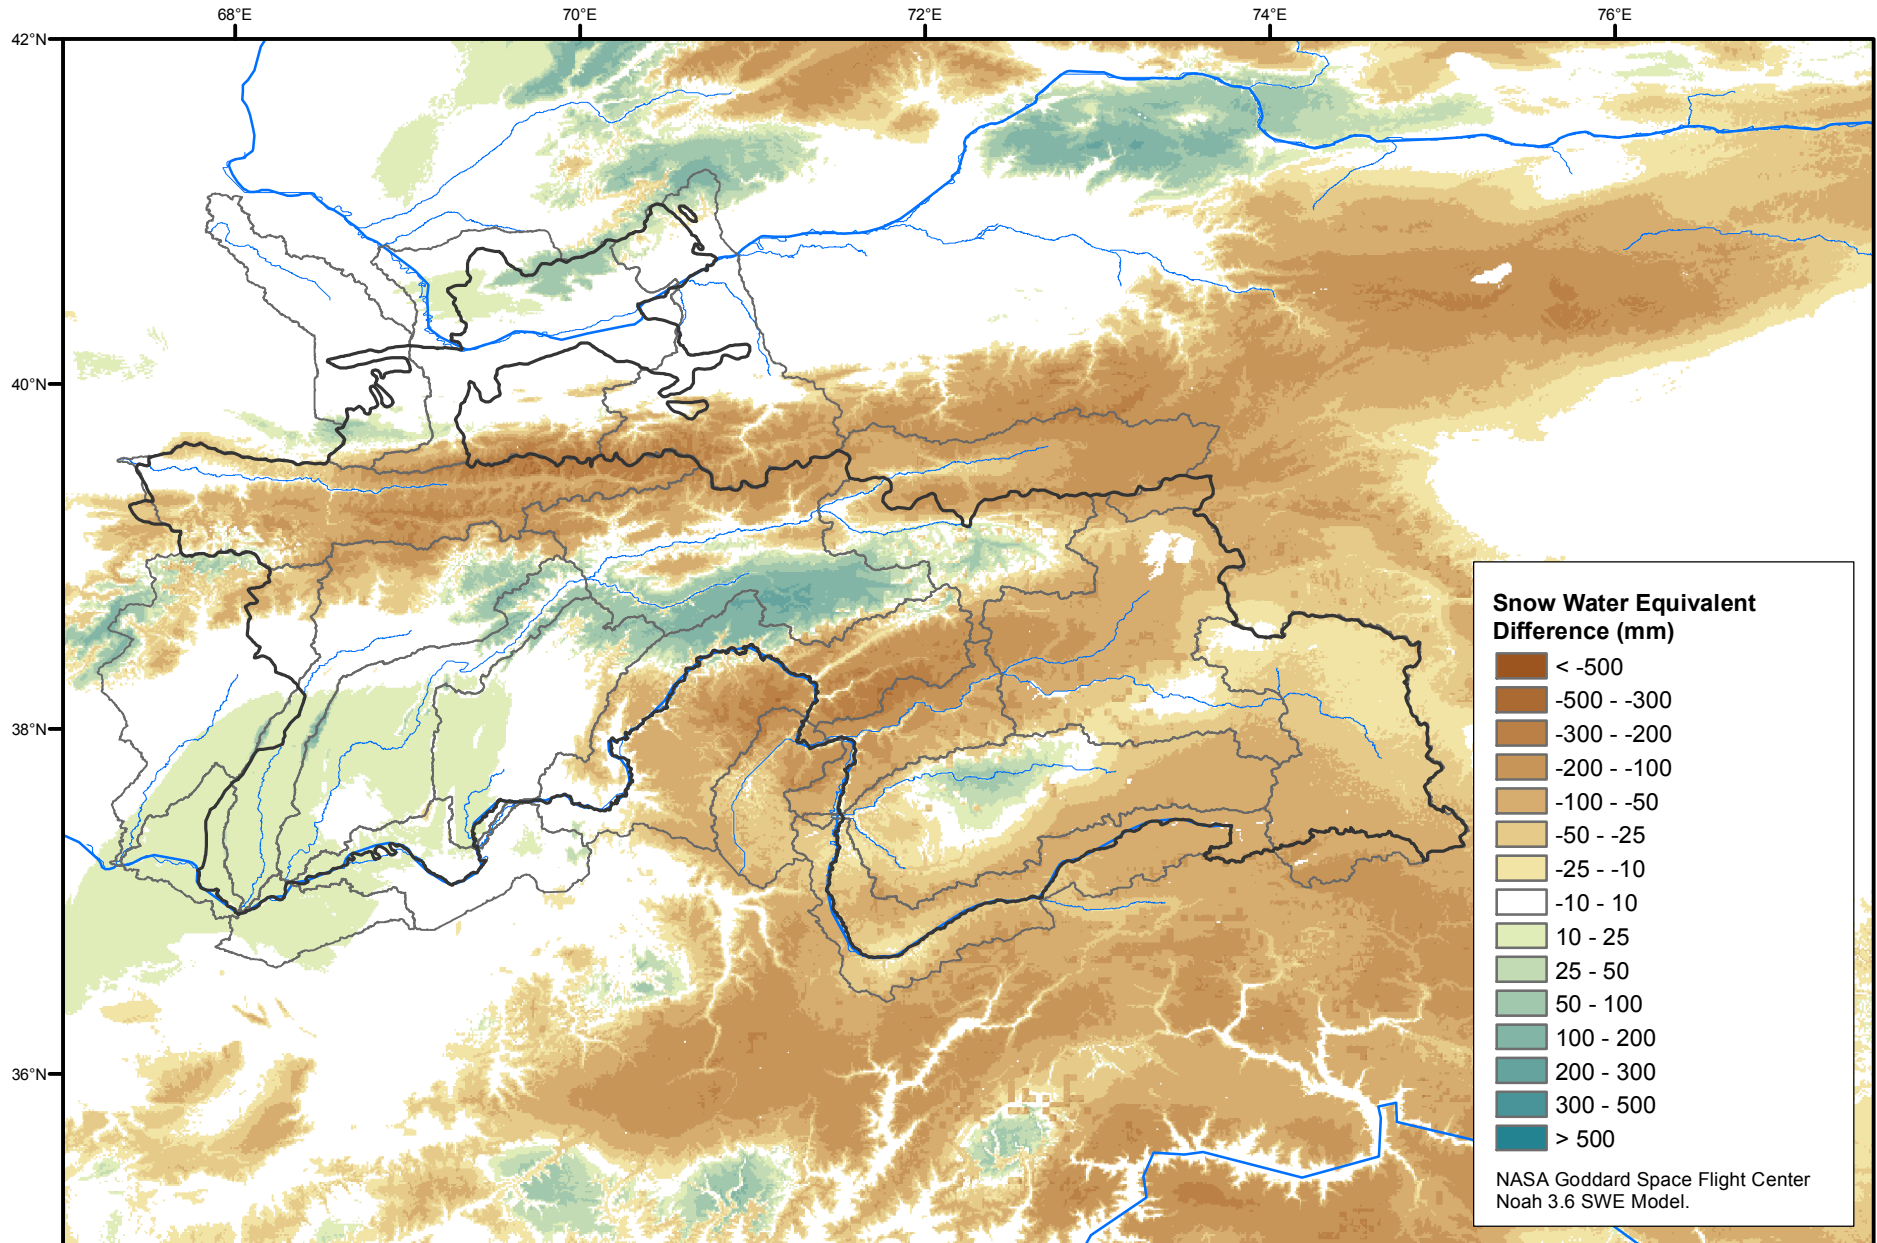 68°E 70°E 72°E 74°E 76°E
42°N
40°N
38°N
36°N
Snow Water Equivalent
Difference (mm)
< -500
-500 - -300
-300 - -200
-200 - -100
-100 - -50
-50 - -25
-25 - -10
-10 - 10
10 - 25
25 - 50
50 - 100
100 - 200
200 - 300
300 - 500
> 500
NASA Goddard Space Flight Center
Noah 3.6 SWE Model.